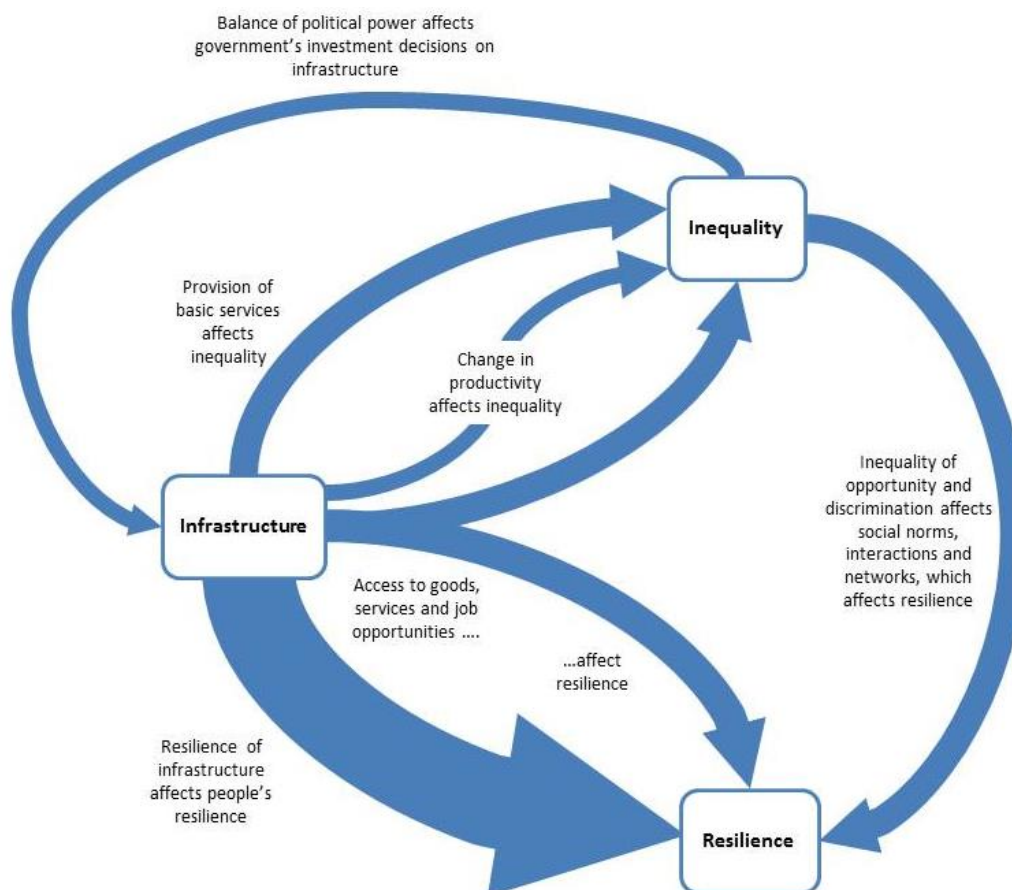 Balance of political power affects
government’s investment decisions on
infrastructure
Inequality
Provision of
basic services
affects
inequality
Change in
productivity
affects inequality
Infrastructure
Inequality of
opportunity and
discrimination affects
social norms,
interactions and
networks, which
affects resilience
Access to goods,
services and job
opportunities ....
...affect
resilience
Resilience of
infrastructure
affects people’s
resilience
Resilience